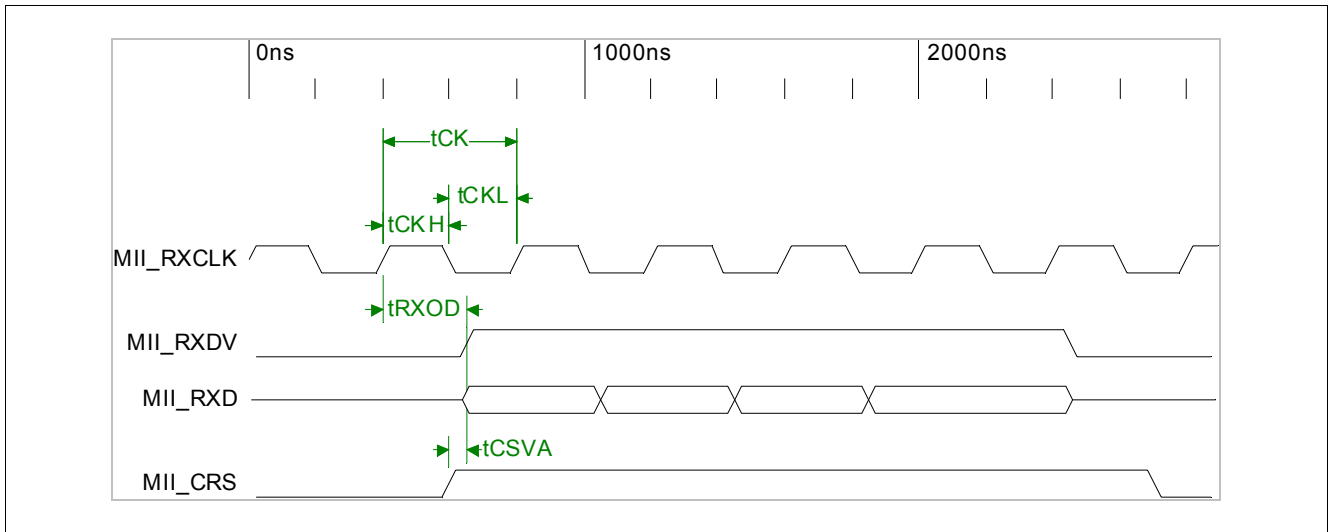 0ns 1000ns 2000ns
tCK
tCKL
tCKH
MII_RXCLK
tRXOD
MII_RXDV
MII_RXD
tCSVA
MII_CRS